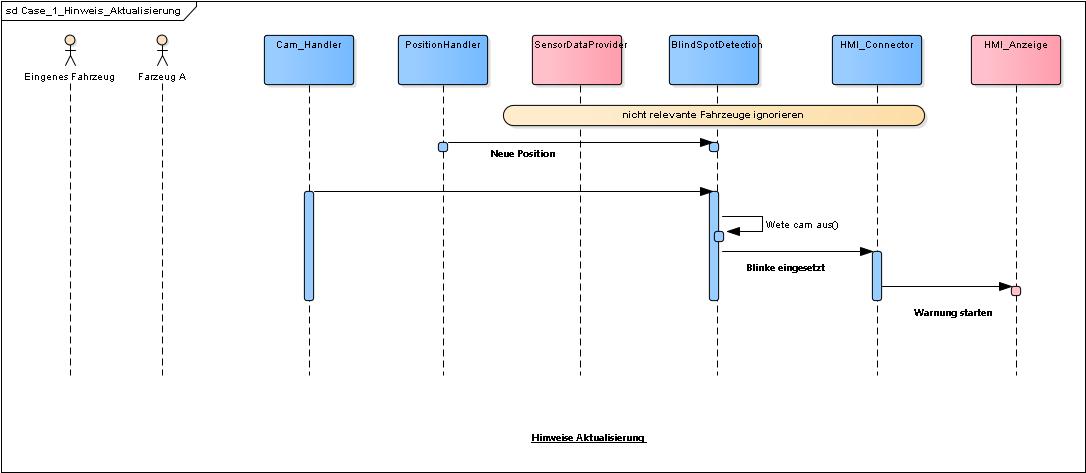 sd Case_1_Hinweis_Aktualisierung
Eingenes Fahrzeug
Farzeug A
Cam_Handler
PositionHandler
SensorDataProvider
BlindSpotDetection
HMI_Connector
HMI_Anzeige
nicht relevante Fahrzeuge ignorieren
Neue Position
Wete cam aus()
Blinke eingesetzt
Warnung starten
Hinweise Aktualisierung